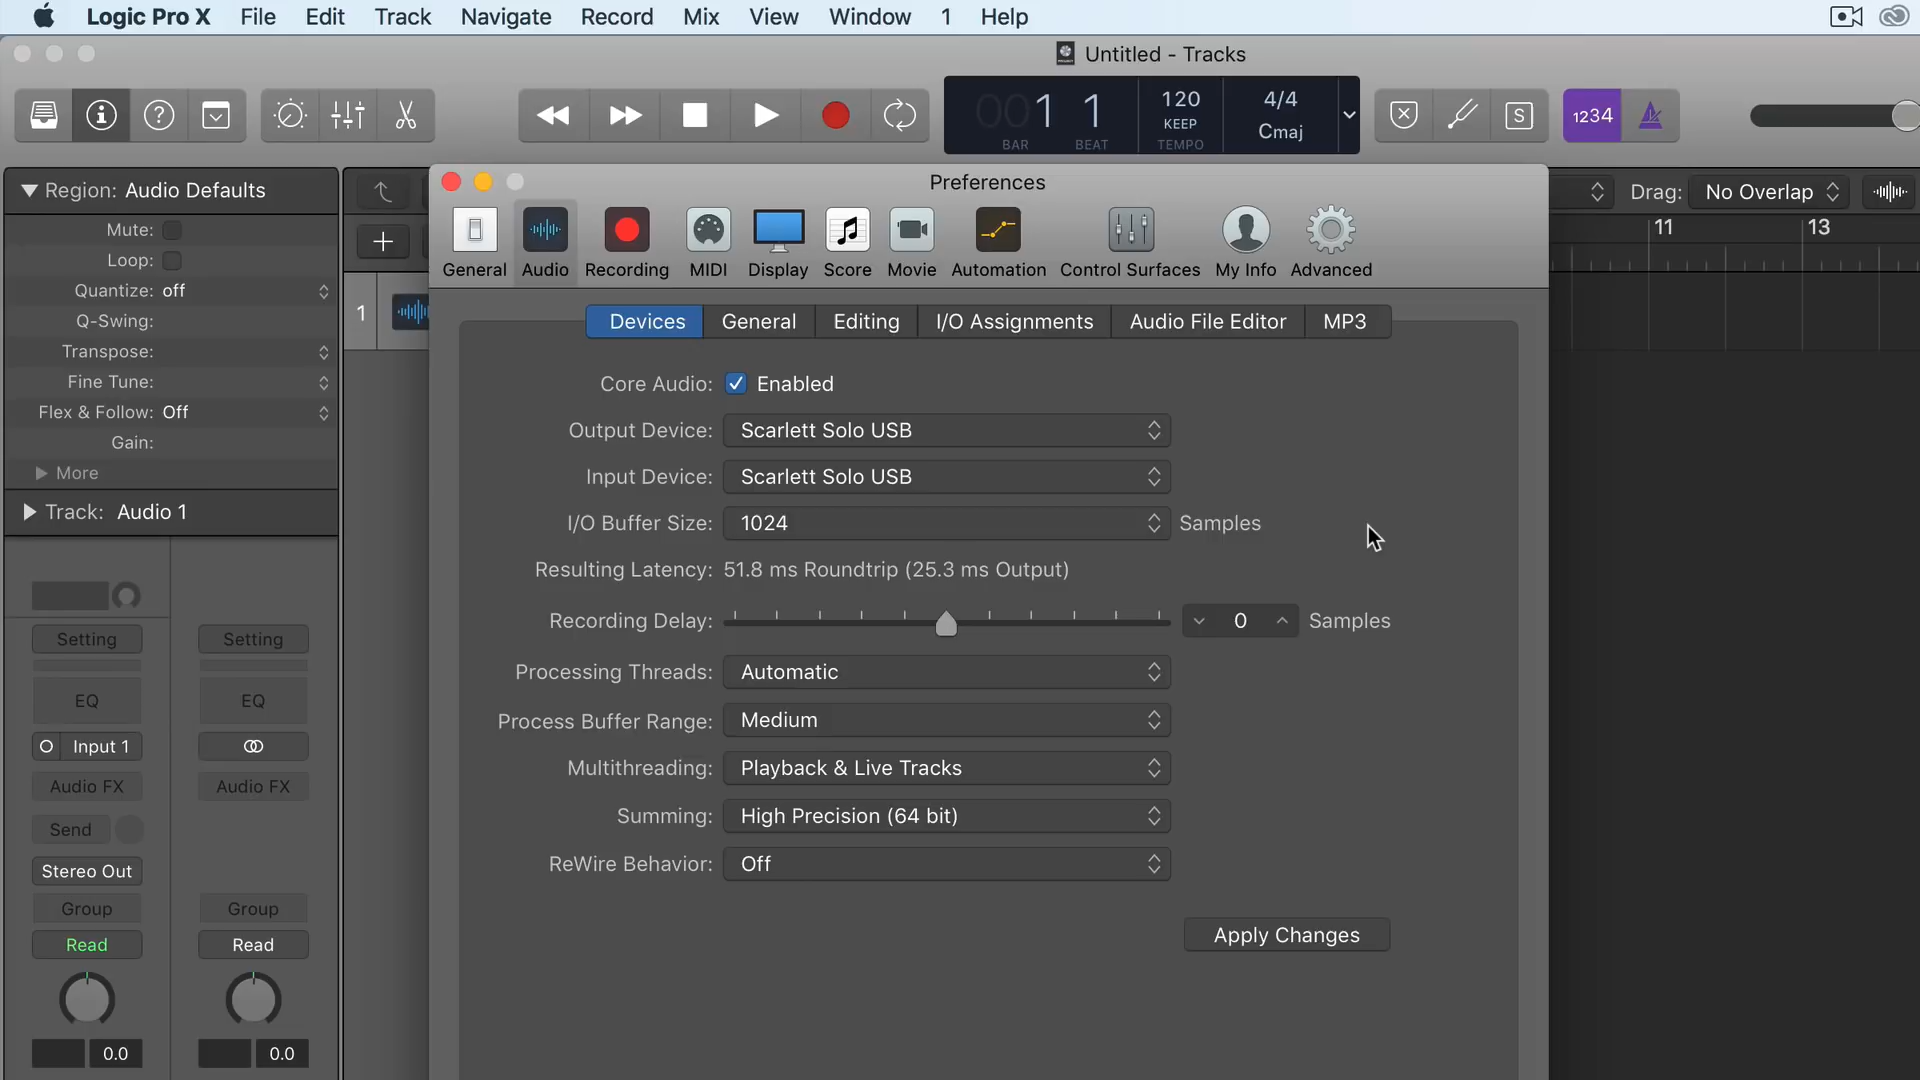 Logic Pro X File Edit Track Navigate Record Mix View Window 1 Help
Untitled - Tracks
001 1 120 4/4
KEEP Cmaj
BAR BEAT TEMPO
S
1234
Region: Audio Defaults
Mute:
Loop:
Quantize: off
Q-Swing:
Transpose:
Fine Tune:
Flex & Follow: Off
Gain:
More
Track: Audio 1
Setting Setting
EQ EQ
Input 1
Audio FX Audio FX
Send
Stereo Out
Group Group
Read Read
0.0 0.0
1
Preferences
General Audio Recording MIDI Display Score Movie Automation Control Surfaces My Info Advanced
Devices General Editing I/O Assignments Audio File Editor MP3
Core Audio: Enabled
Output Device: Scarlett Solo USB
Input Device: Scarlett Solo USB
I/O Buffer Size: 1024 Samples
Resulting Latency: 51.8 ms Roundtrip (25.3 ms Output)
Recording Delay: 0 Samples
Processing Threads: Automatic
Process Buffer Range: Medium
Multithreading: Playback & Live Tracks
Summing: High Precision (64 bit)
ReWire Behavior: Off
Apply Changes
Drag: No Overlap
11 13